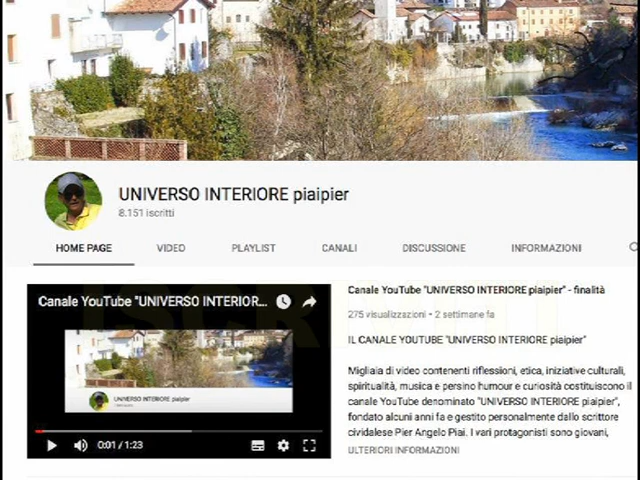 UNIVERSO INTERIORE piaipier
8.151 iscritti
HOME PAGE VIDEO PLAYLIST CANALI DISCUSSIONE INFORMAZIONI
Canale YouTube "UNIVERSO INTERIOR...
UNIVERSO INTERIORE piaipier
0:01 / 1:23
Canale YouTube "UNIVERSO INTERIORE piaipier" - finalità
275 visualizzazioni • 2 settimane fa
IL CANALE YOUTUBE "UNIVERSO INTERIORE piaipier"
Migliaia di video contenenti riflessioni, etica, iniziative culturali,
spiritualità, musica e persino humour e curiosità costituiscono il
canale YouTube denominato "UNIVERSO INTERIORE piaipier",
fondato alcuni anni fa e gestito personalmente dallo scrittore
cividalese Pier Angelo Piai. I vari protagonisti sono giovani,
ULTERIORI INFORMAZIONI